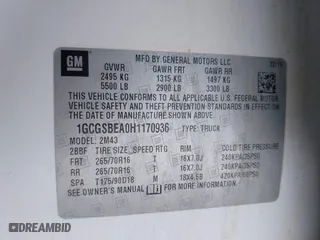 GM
MFD BY GENERAL MOTORS LLC
GVWR GAWR FRT GAWR RR
2495 KG 1315 KG 1497 KG
5500 LB 2900 LB 3300 LB
THIS VEHICLE CONFORMS TO ALL APPLICABLE U.S. FEDERAL MOTOR
VEHICLE SAFETY AND THEFT PREVENTION STANDARDS IN EFFECT ON
THE DATE OF MANUFACTURE SHOWN ABOVE.
1GCGSBEA0H1170936 TYPE: TRUCK
MODEL: 2M43
2BBF TIRE SIZE SPEED RTG RIM COLD TIRE PRESSURE
FRT 265/70R16 T 16X7.0J 240KPA(35PSI)
RR 265/70R16 T 16X7.0J 240KPA(35PSI)
SPA T175/90D18 M 18X4.5B 420KPA(60PSI)
DREAMBID
DREAMBID.COM